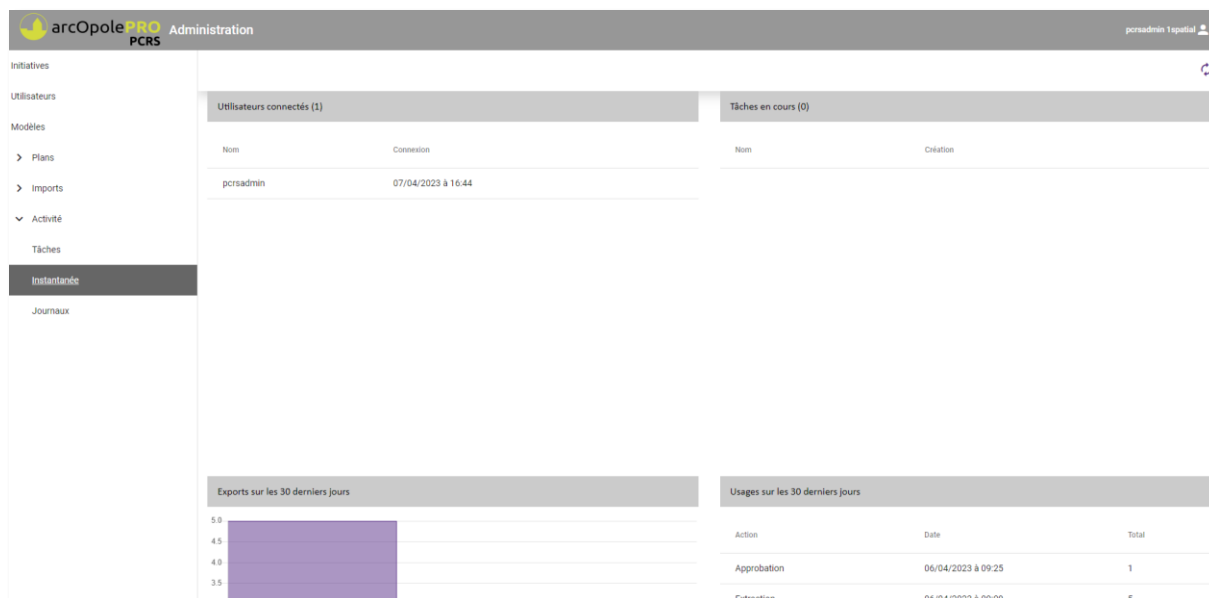 arcOpolePRO
PCRS
Administration
pcrsadmin 1spatial
Initiatives
Utilisateurs
Modèles
Plans
Imports
Activité
Tâches
Instantanée
Journaux
Utilisateurs connectés (1)
Nom Connexion
pcrsadmin 07/04/2023 à 16:44
Tâches en cours (0)
Nom Création
Exports sur les 30 derniers jours
5.0
4.5
4.0
3.5
Usages sur les 30 derniers jours
Action Date Total
Approbation 06/04/2023 à 09:25 1
Extraction